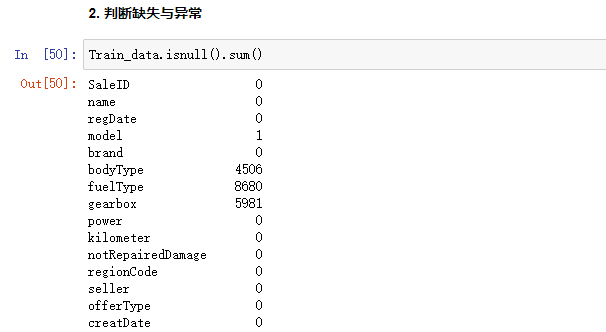 2. 判断缺失与异常
In [50]: Train_data.isnull().sum()
Out[50]: SaleID 0
name 0
regDate 0
model 1
brand 0
bodyType 4506
fuelType 8680
gearbox 5981
power 0
kilometer 0
notRepairedDamage 0
regionCode 0
seller 0
offerType 0
creatDate 0